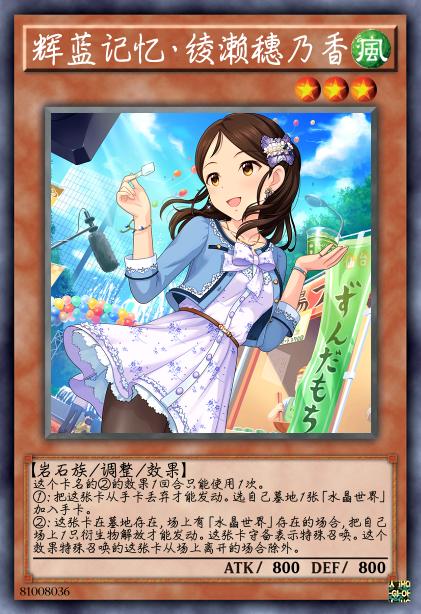 辉蓝记忆·绫濑穗乃香
風
ずんだもち
【岩石族/调整/效果】
这个卡名的②的效果1回合只能使用1次。
①:把这张卡从手卡丢弃才能发动。选自己墓地1张「水晶世界」
加入手卡。
②:这张卡在墓地存在,场上有「水晶世界」存在的场合,把自己
场上1只衍生物解放才能发动。这张卡守备表示特殊召唤。这个
效果特殊召唤的这张卡从场上离开的场合除外。
ATK/ 800 DEF/ 800
81008036